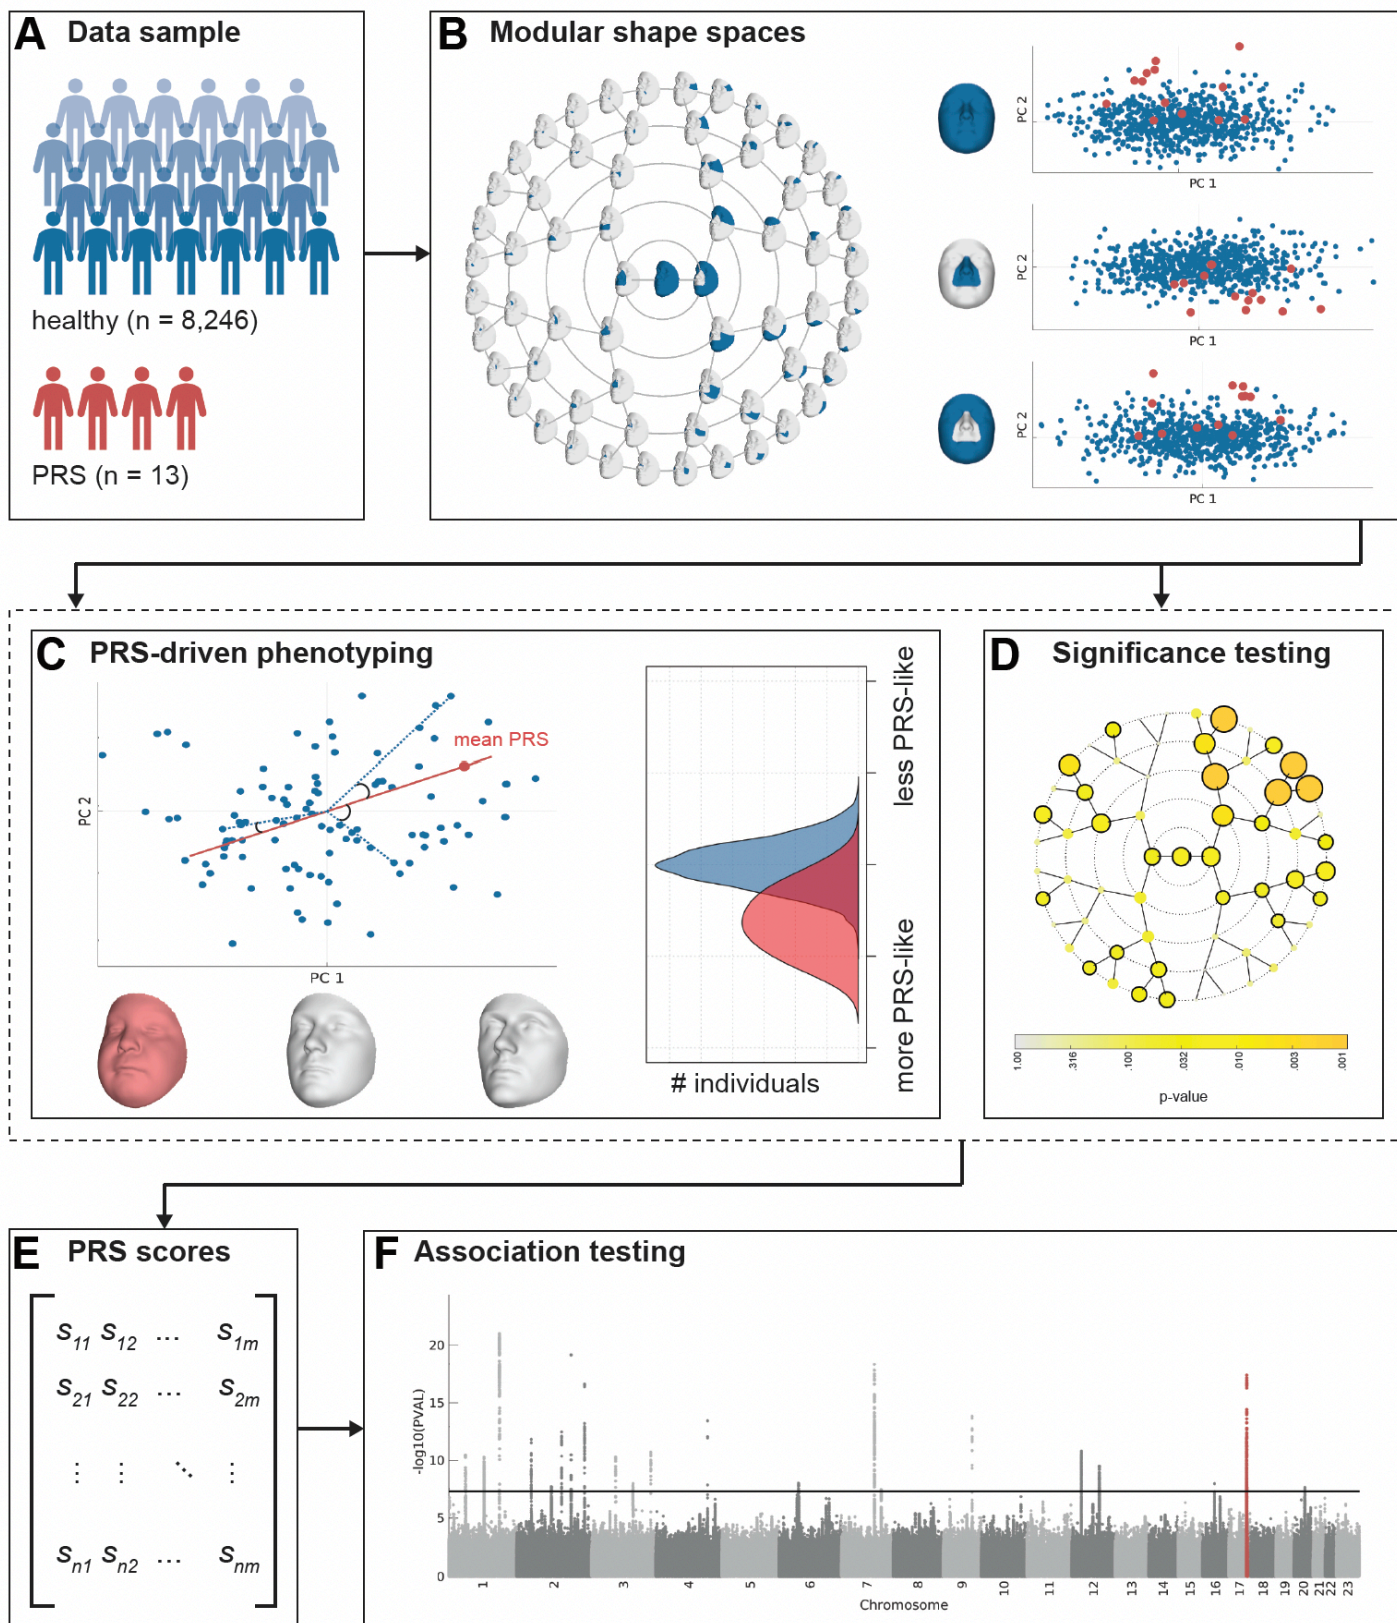 A Data sample
healthy (n = 8,246)
PRS (n = 13)
B Modular shape spaces
PC 2
PC 1
PC 2
PC 1
PC 2
PC 1
C PRS-driven phenotyping
mean PRS
PC 2
PC 1
less PRS-like
more PRS-like
# individuals
D Significance testing
1.00 .316 .100 .032 .010 .003 .001
p-value
E PRS scores
s11 s12 ... s1m
s21 s22 ... s2m
⋮ ⋮ ⋱ ⋮
sn1 sn2 ... snm
F Association testing
-log10(PVAL)
20
15
10
5
0
1 2 3 4 5 6 7 8 9 10 11 12 13 14 15 16 17 18 19 20 21 22 23
Chromosome